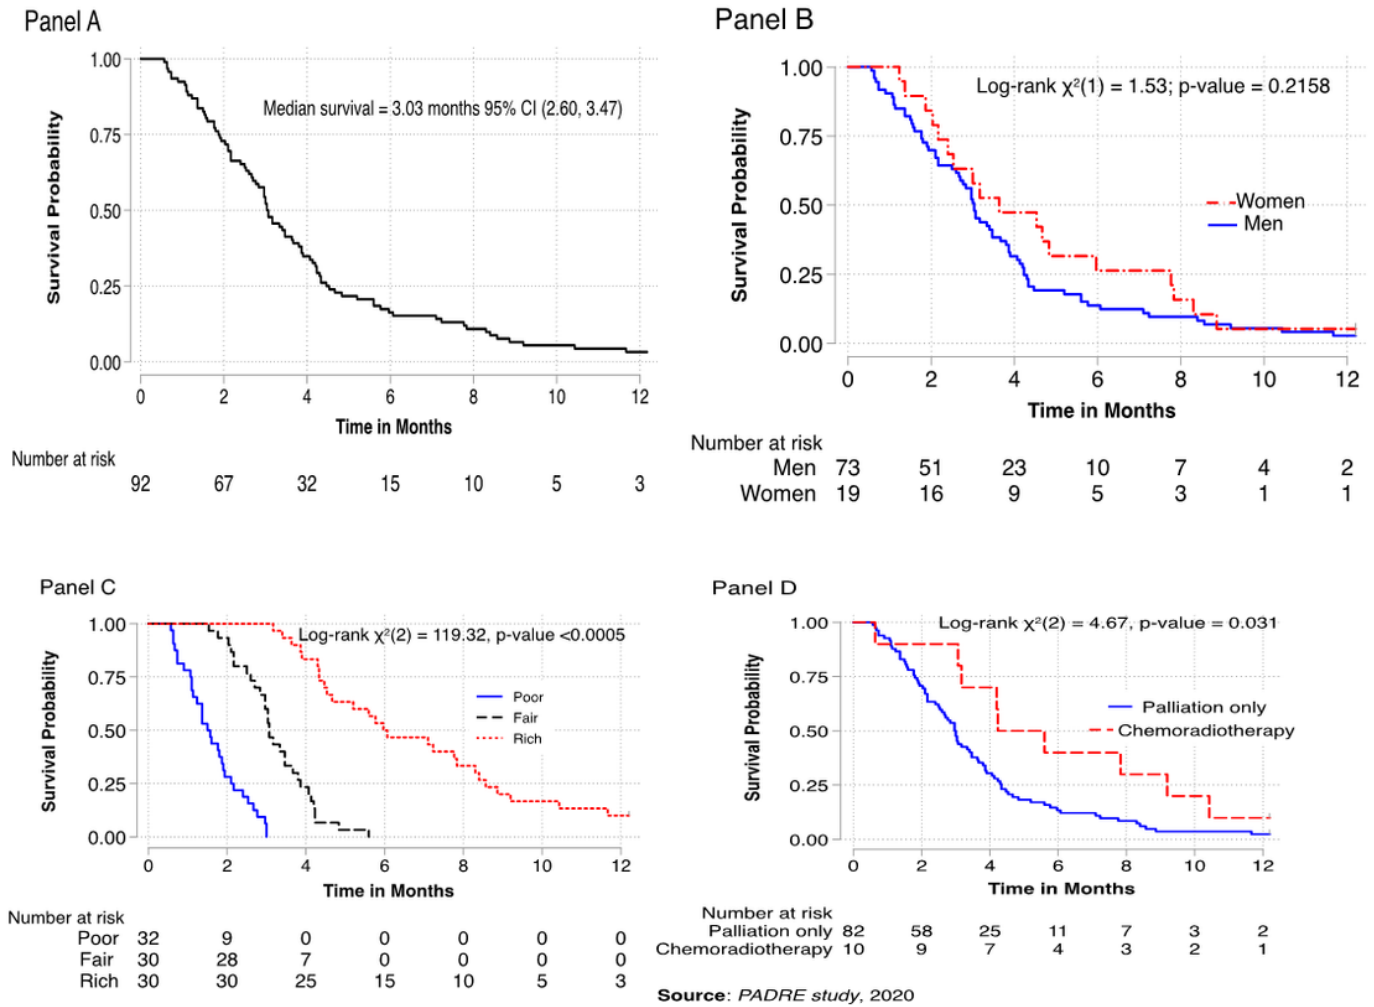 Panel A
1.00
0.75
0.50
0.25
0.00
Survival Probability
Median survival = 3.03 months 95% CI (2.60, 3.47)
0 2 4 6 8 10 12
Time in Months
Number at risk
92 67 32 15 10 5 3
Panel B
1.00
0.75
0.50
0.25
0.00
Survival Probability
Log-rank χ²(1) = 1.53; p-value = 0.2158
Women
Men
0 2 4 6 8 10 12
Time in Months
Number at risk
Men 73 51 23 10 7 4 2
Women 19 16 9 5 3 1 1
Panel C
1.00
0.75
0.50
0.25
0.00
Survival Probability
Log-rank χ²(2) = 119.32, p-value <0.0005
Poor
Fair
Rich
0 2 4 6 8 10 12
Time in Months
Number at risk
Poor 32 9 0 0 0 0 0
Fair 30 28 7 0 0 0 0
Rich 30 30 25 15 10 5 3
Panel D
1.00
0.75
0.50
0.25
0.00
Survival Probability
Log-rank χ²(2) = 4.67, p-value = 0.031
Palliation only
Chemoradiotherapy
0 2 4 6 8 10 12
Time in Months
Number at risk
Palliation only 82 58 25 11 7 3 2
Chemoradiotherapy 10 9 7 4 3 2 1
Source: PADRE study, 2020